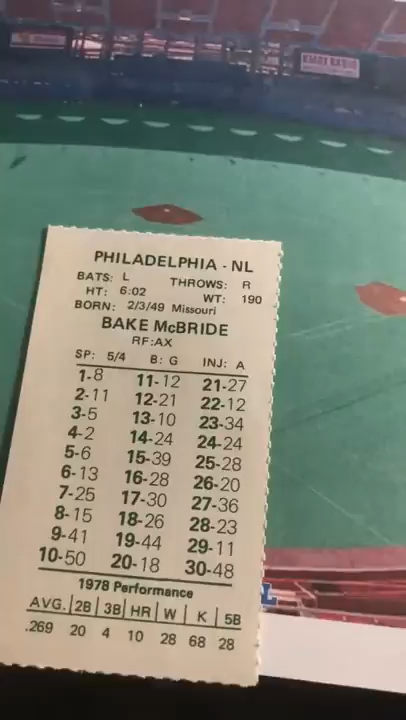 KMOX RADIO
PHILADELPHIA - NL
BATS: L THROWS: R
HT: 6:02 WT: 190
BORN: 2/3/49 Missouri
BAKE McBRIDE
RF:AX
SP: 5/4 B: G INJ: A
1-8 11-12 21-27
2-11 12-21 22-12
3-5 13-10 23-34
4-2 14-24 24-24
5-6 15-39 25-28
6-13 16-28 26-20
7-25 17-30 27-36
8-15 18-26 28-23
9-41 19-44 29-11
10-50 20-18 30-48
1978 Performance
AVG. 2B 3B HR W K SB
.269 20 4 10 28 68 28